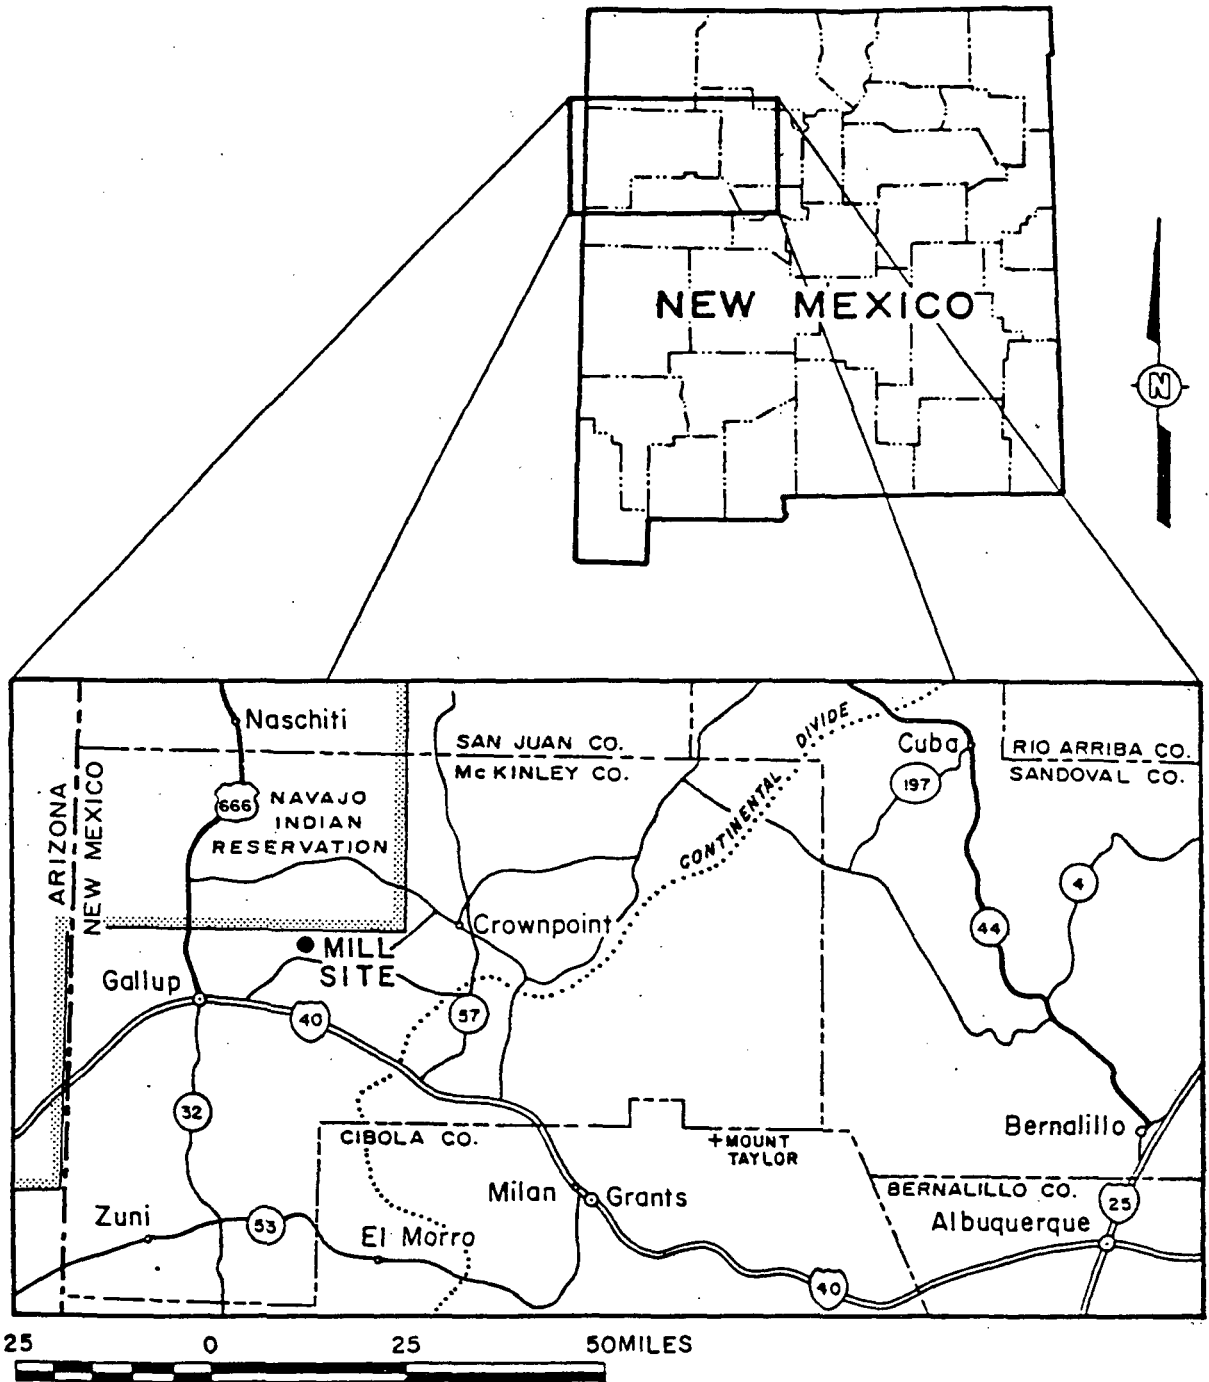 NEW MEXICO
N
Naschiti
SAN JUAN CO.
McKINLEY CO.
CONTINENTAL DIVIDE
Cuba
RIO ARRIBA CO.
SANDOVAL CO.
197
666
NAVAJO
INDIAN
RESERVATION
ARIZONA
NEW MEXICO
4
44
Crownpoint
MILL
SITE
Gallup
40
57
32
CIBOLA CO.
+MOUNT
TAYLOR
Bernalillo
BERNALILLO CO.
Milan
Grants
25
Albuquerque
Zuni
53
El Morro
40
25 0 25 50 MILES